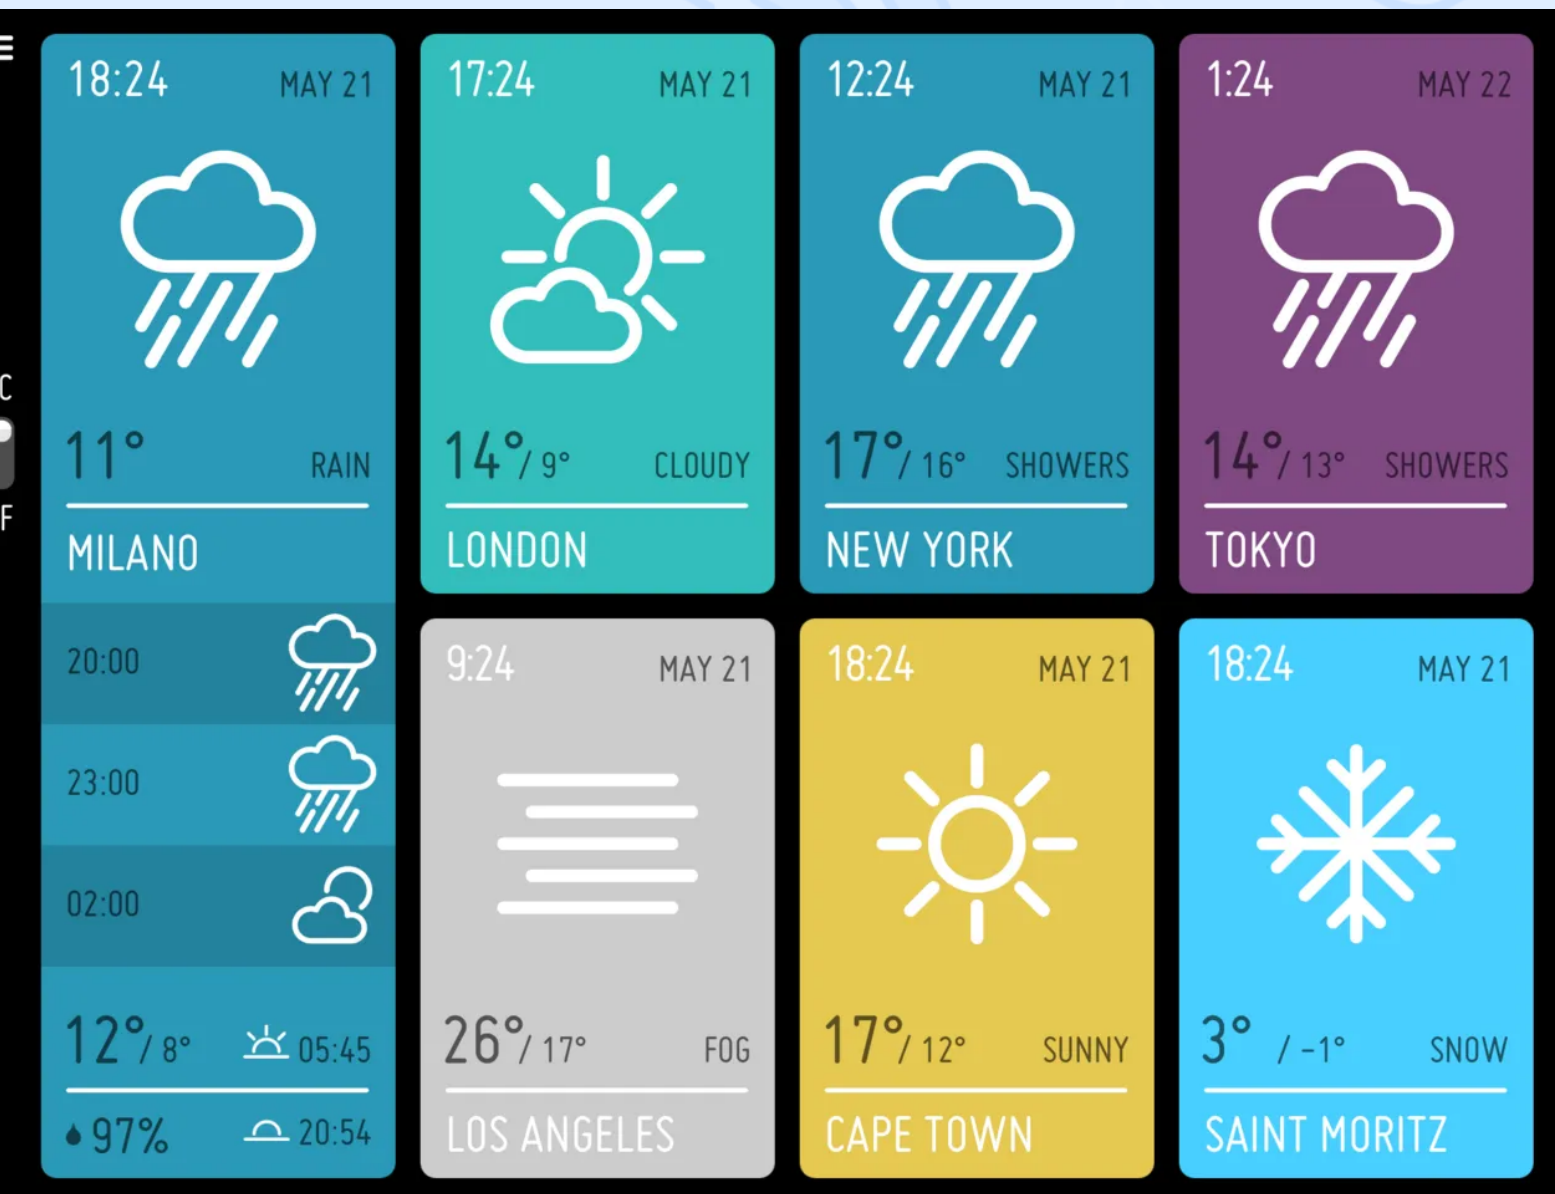 C
F
18:24 MAY 21
11° RAIN
MILANO
20:00
23:00
02:00
12°/ 8° 05:45
97% 20:54
17:24 MAY 21
14°/ 9° CLOUDY
LONDON
12:24 MAY 21
17°/ 16° SHOWERS
NEW YORK
1:24 MAY 22
14°/ 13° SHOWERS
TOKYO
9:24 MAY 21
26°/ 17° FOG
LOS ANGELES
18:24 MAY 21
17°/ 12° SUNNY
CAPE TOWN
18:24 MAY 21
3° / -1° SNOW
SAINT MORITZ